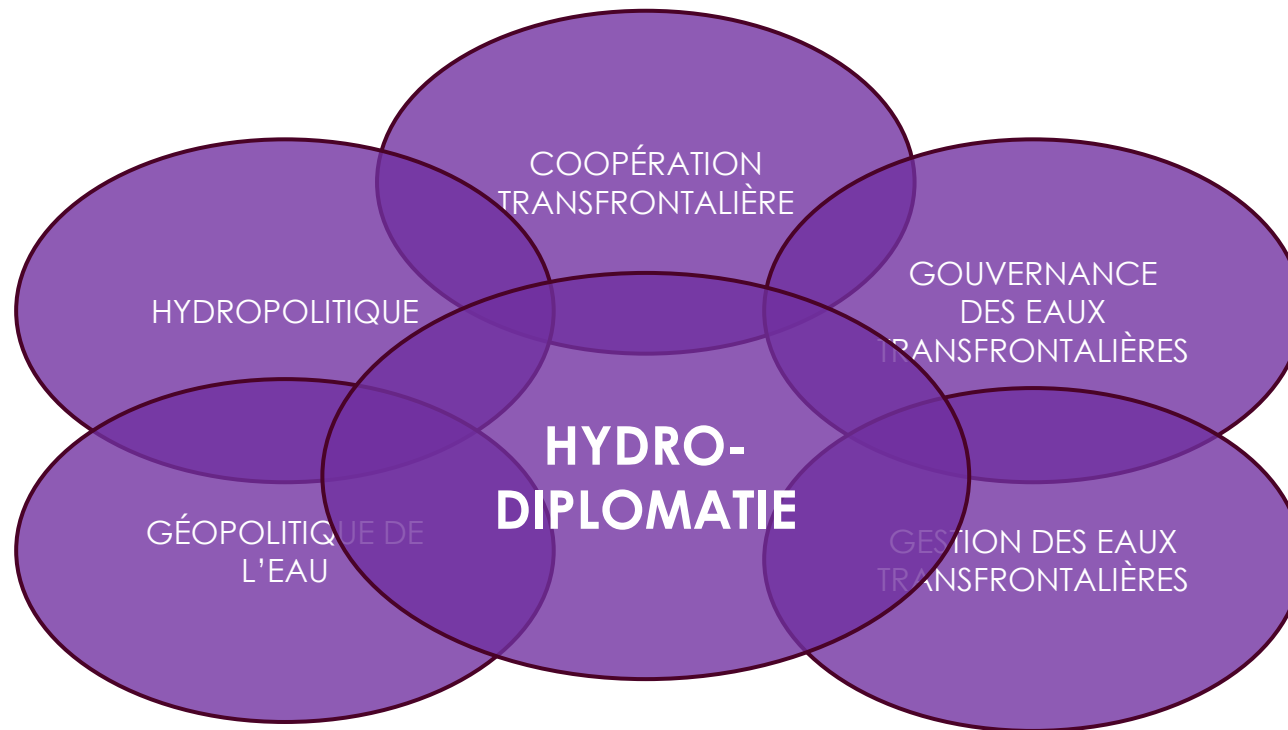 COOPÉRATION
TRANSFRONTALIÈRE
HYDROPOLITIQUE
GOUVERNANCE
DES EAUX
TRANSFRONTALIÈRES
HYDRO-
DIPLOMATIE
GÉOPOLITIQUE DE
L’EAU
GESTION DES EAUX
TRANSFRONTALIÈRES